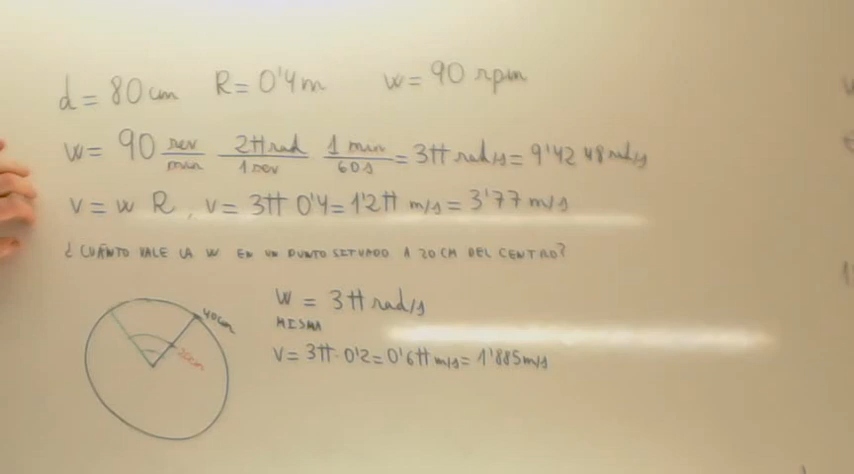 d = 80 cm R = 0'4 m w = 90 rpm
w = 90 rev/min 2π rad/1 rev 1 min/60 s = 3π rad/s = 9'42 48 rad/s
v = w R, v = 3π 0'4 = 1'2π m/s = 3'77 m/s
¿CUÁNTO VALE LA W EN UN PUNTO SITUADO A 20 CM DEL CENTRO?
W = 3π rad/s
MISMA
V = 3π · 0'2 = 0'6π m/s = 1'885 m/s
40cm
20cm